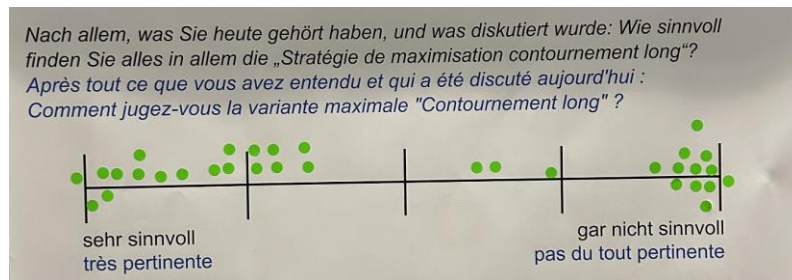 Nach allem, was Sie heute gehört haben, und was diskutiert wurde: Wie sinnvoll
finden Sie alles in allem die „Stratégie de maximisation contournement long“?
Après tout ce que vous avez entendu et qui a été discuté aujourd'hui :
Comment jugez-vous la variante maximale "Contournement long" ?
sehr sinnvoll
très pertinente
gar nicht sinnvoll
pas du tout pertinente